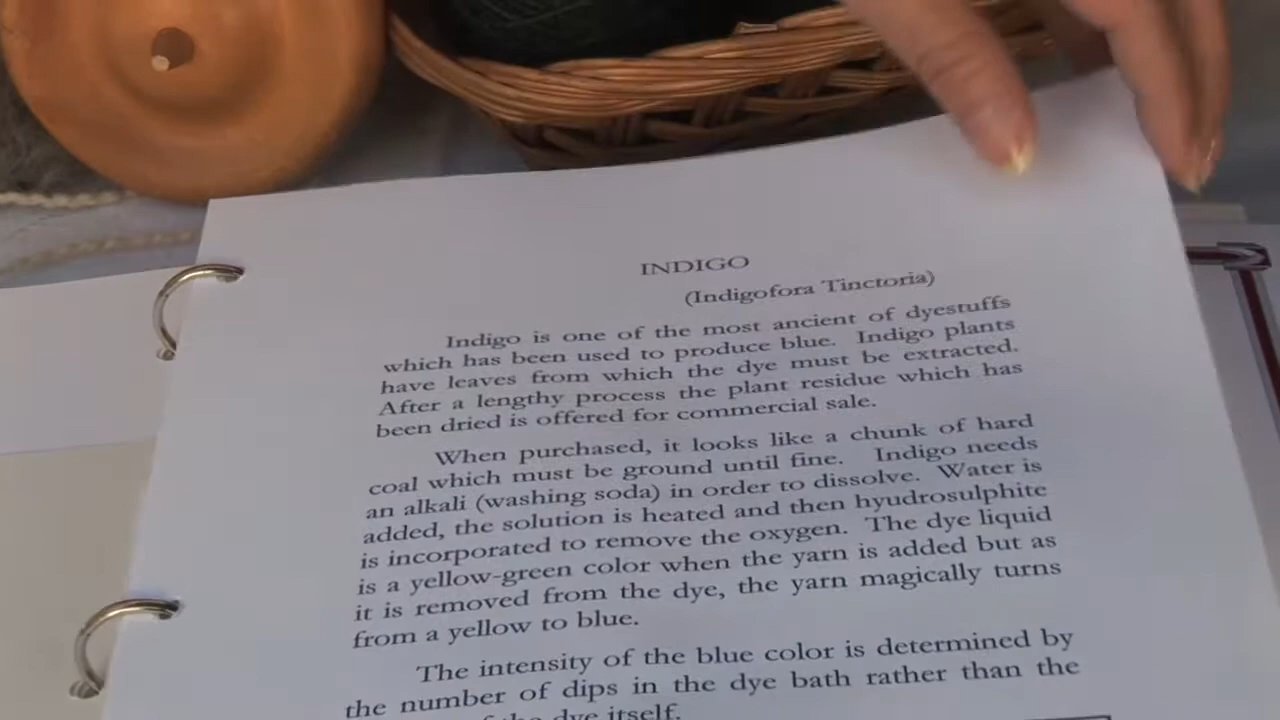 INDIGO
(Indigofora Tinctoria)
Indigo is one of the most ancient of dyestuffs
which has been used to produce blue. Indigo plants
have leaves from which the dye must be extracted.
After a lengthy process the plant residue which has
been dried is offered for commercial sale.
When purchased, it looks like a chunk of hard
coal which must be ground until fine. Indigo needs
an alkali (washing soda) in order to dissolve. Water is
added, the solution is heated and then hyudrosulphite
is incorporated to remove the oxygen. The dye liquid
is a yellow-green color when the yarn is added but as
it is removed from the dye, the yarn magically turns
from a yellow to blue.
The intensity of the blue color is determined by
the number of dips in the dye bath rather than the
of the dye itself.